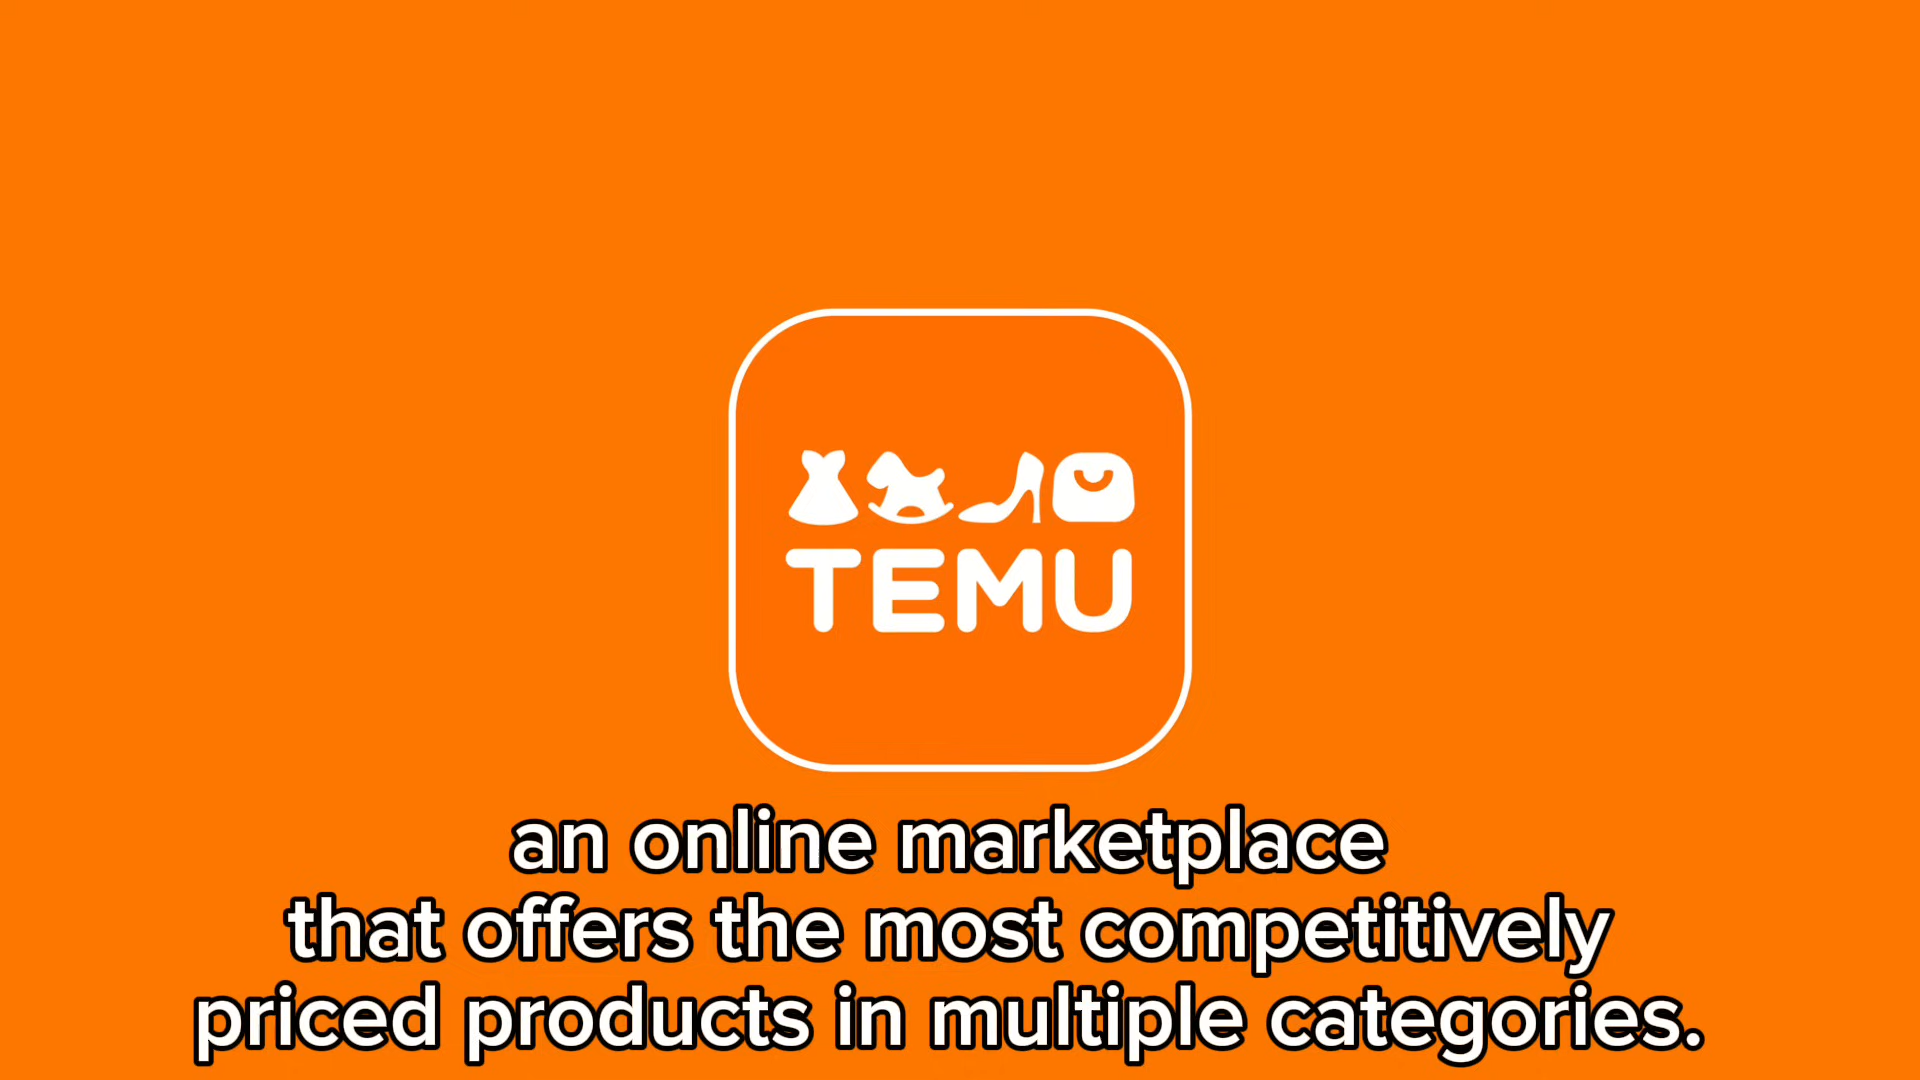 TEMU
an online marketplace
that offers the most competitively
priced products in multiple categories.